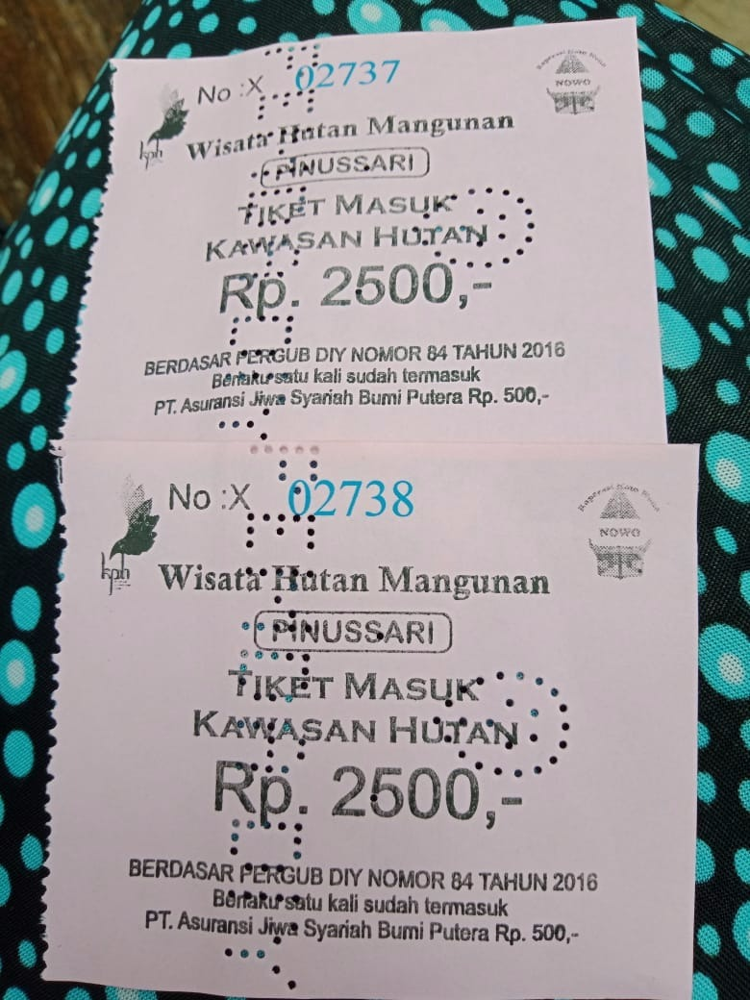 No :X 02737
NOWO
kph
Wisata Hutan Mangunan
PINUSSARI
TIKET MASUK
KAWASAN HUTAN
Rp. 2500,-
BERDASAR PERGUB DIY NOMOR 84 TAHUN 2016
Berlaku satu kali sudah termasuk
PT. Asuransi Jiwa Syariah Bumi Putera Rp. 500,-
No :X 02738
NOWO
kph
Wisata Hutan Mangunan
PINUSSARI
TIKET MASUK
KAWASAN HUTAN
Rp. 2500,-
BERDASAR PERGUB DIY NOMOR 84 TAHUN 2016
Berlaku satu kali sudah termasuk
PT. Asuransi Jiwa Syariah Bumi Putera Rp. 500,-